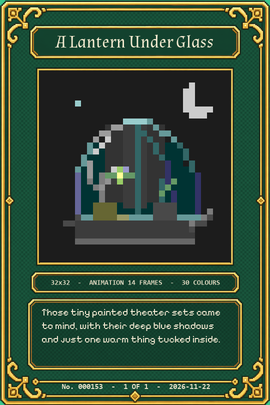 A Lantern Under Glass
32x32 - ANIMATION 14 FRAMES - 30 COLOURS
Those tiny painted theater sets came
to mind, with their deep blue shadows
and just one warm thing tucked inside.
No. 000153 - 1 OF 1 - 2026-11-22